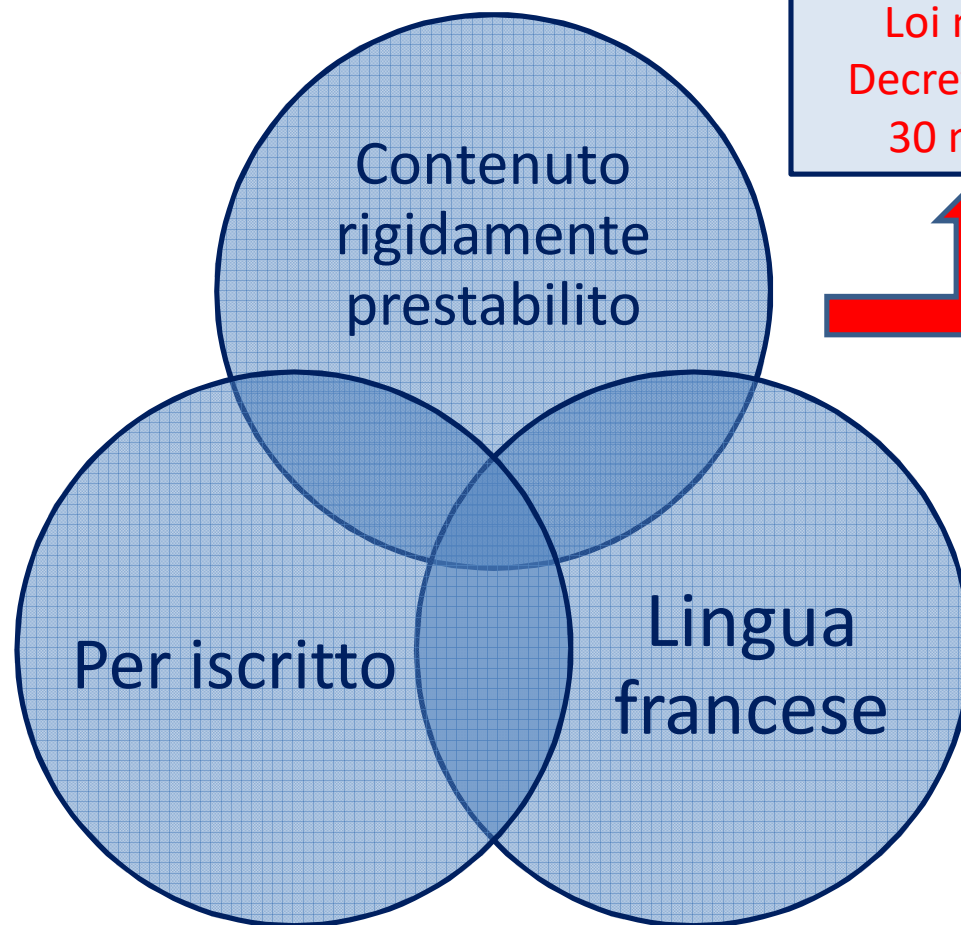 Loi
Decre
30
Contenuto
rigidamente
prestabilito
Per iscritto
Lingua
francese